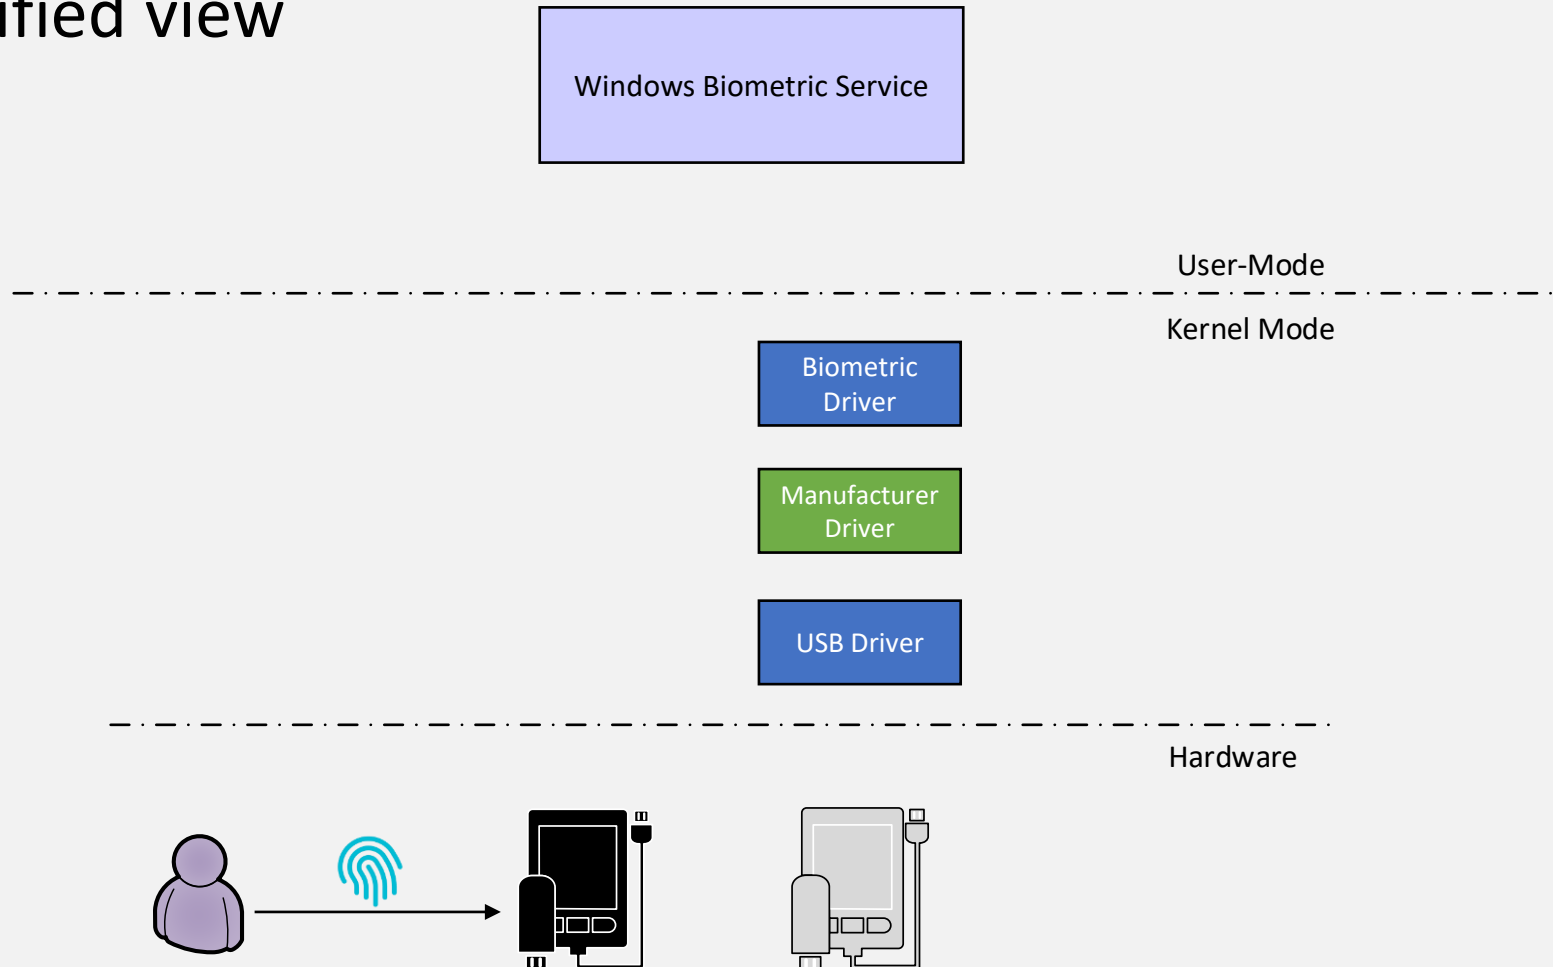 ified view
Windows Biometric Service
User-Mode
Kernel Mode
Biometric
Driver
Manufacturer
Driver
USB Driver
Hardware